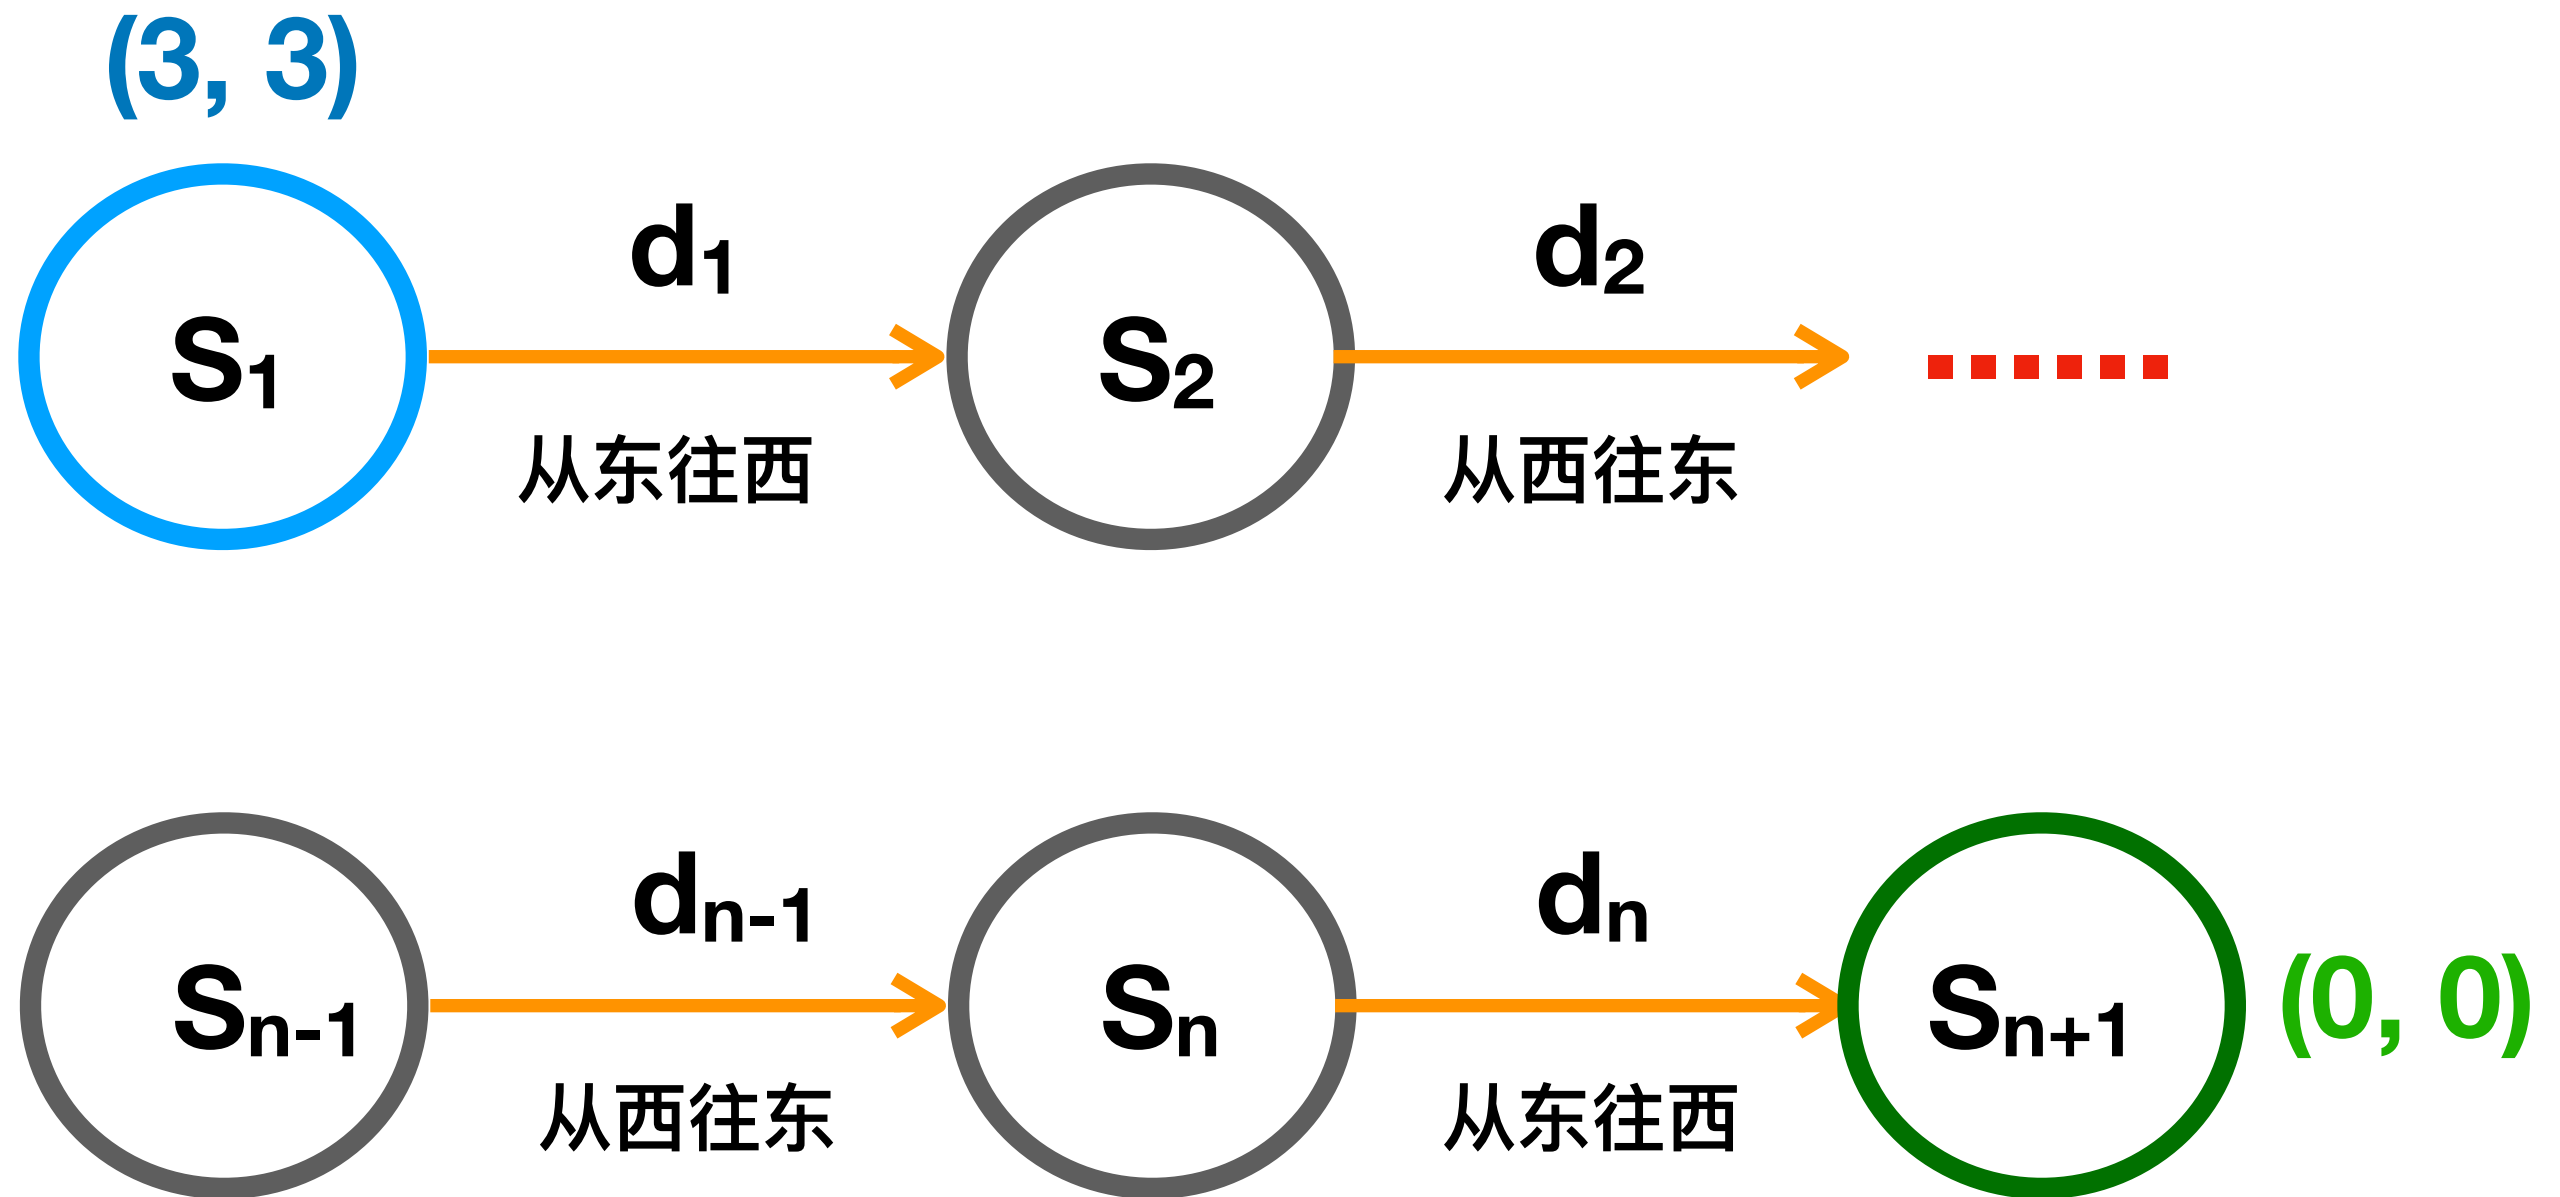 (3, 3)
d₁
d₂
S₁
S₂
从东往西
从西往东
dₙ₋₁
dₙ
Sₙ₋₁
Sₙ
Sₙ₊₁
(0, 0)
从西往东
从东往西